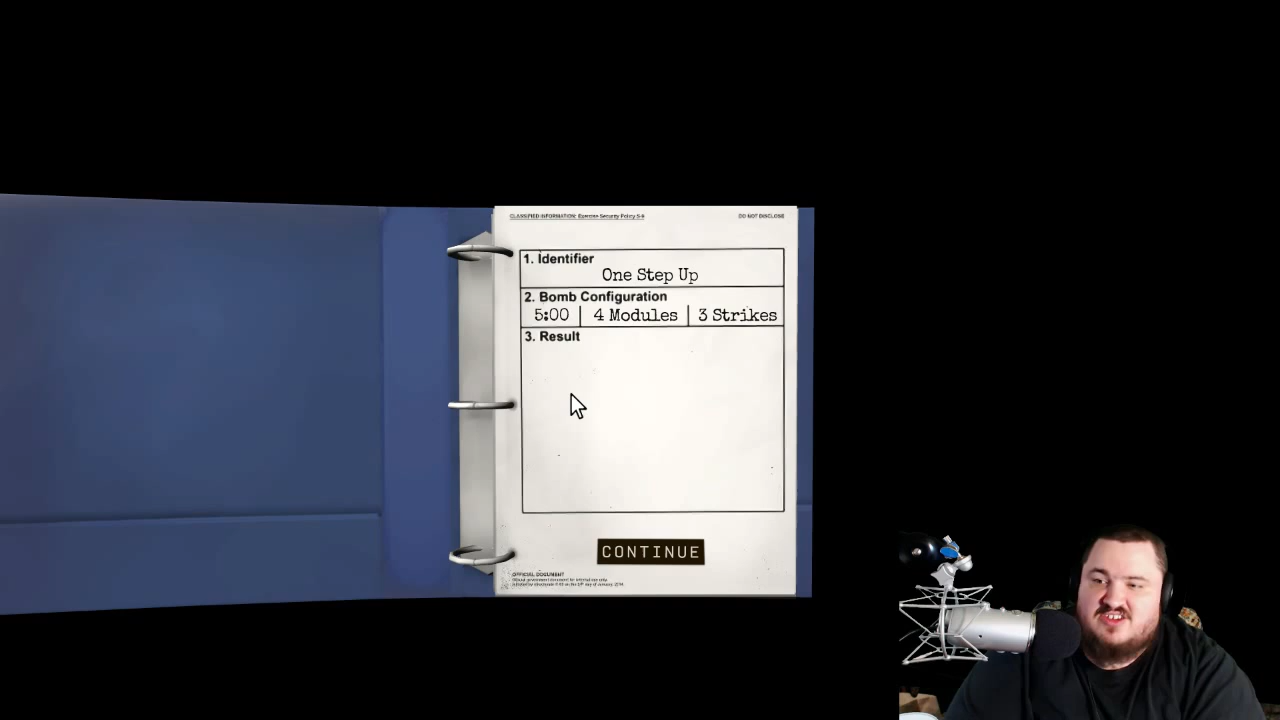 CLASSIFIED INFORMATION: Exercise Security Policy 5-8
DO NOT DISCLOSE
1. Identifier
One Step Up
2. Bomb Configuration
5:00 | 4 Modules | 3 Strikes
3. Result
CONTINUE
OFFICIAL DOCUMENT